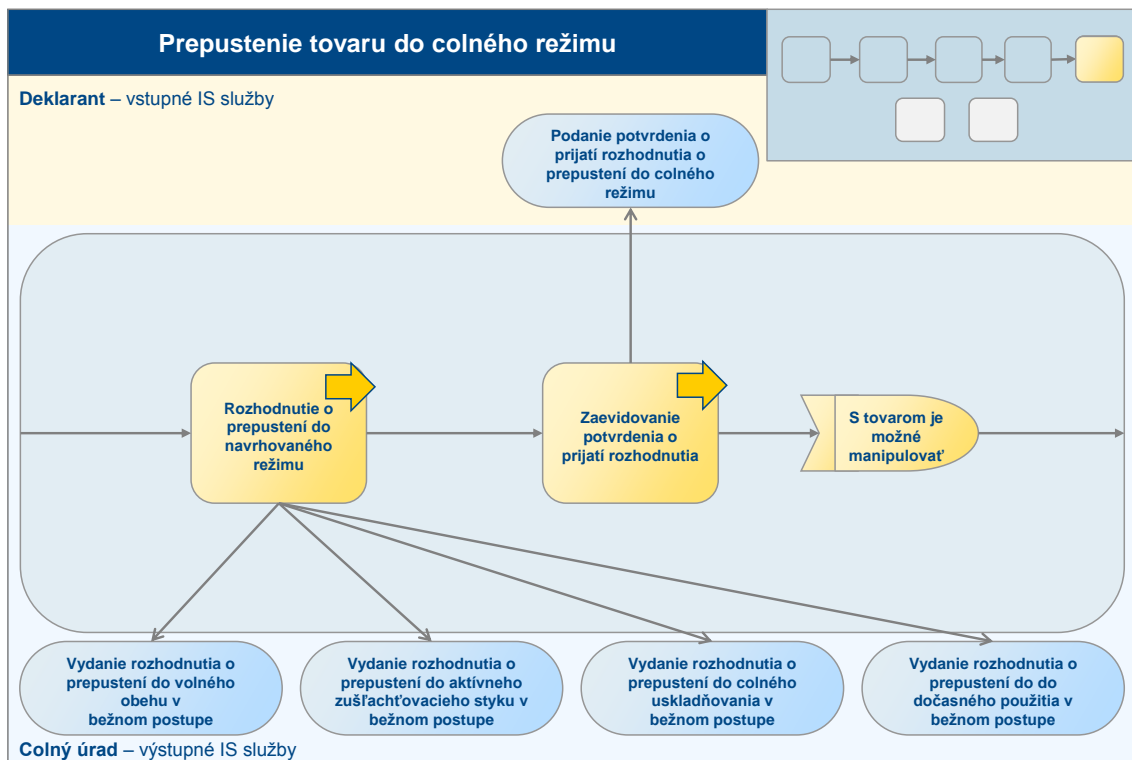 Prepustenie tovaru do colného režimu
Deklarant – vstupné IS služby
Podanie potvrdenia o
prijatí rozhodnutia o
prepustení do colného
režimu
Rozhodnutie o
prepustení do
navrhovaného
režimu
Zaevidovanie
potvrdenia o
prijatí rozhodnutia
S tovarom je
možné
manipulovať
Vydanie rozhodnutia o
prepustení do volného
obehu v
bežnom postupe
Vydanie rozhodnutia o
prepustení do aktívneho
zušľachťovacieho styku v
bežnom postupe
Vydanie rozhodnutia o
prepustení do colného
uskladňovania v
bežnom postupe
Vydanie rozhodnutia o
prepustení do do
dočasného použitia v
bežnom postupe
Colný úrad – výstupné IS služby